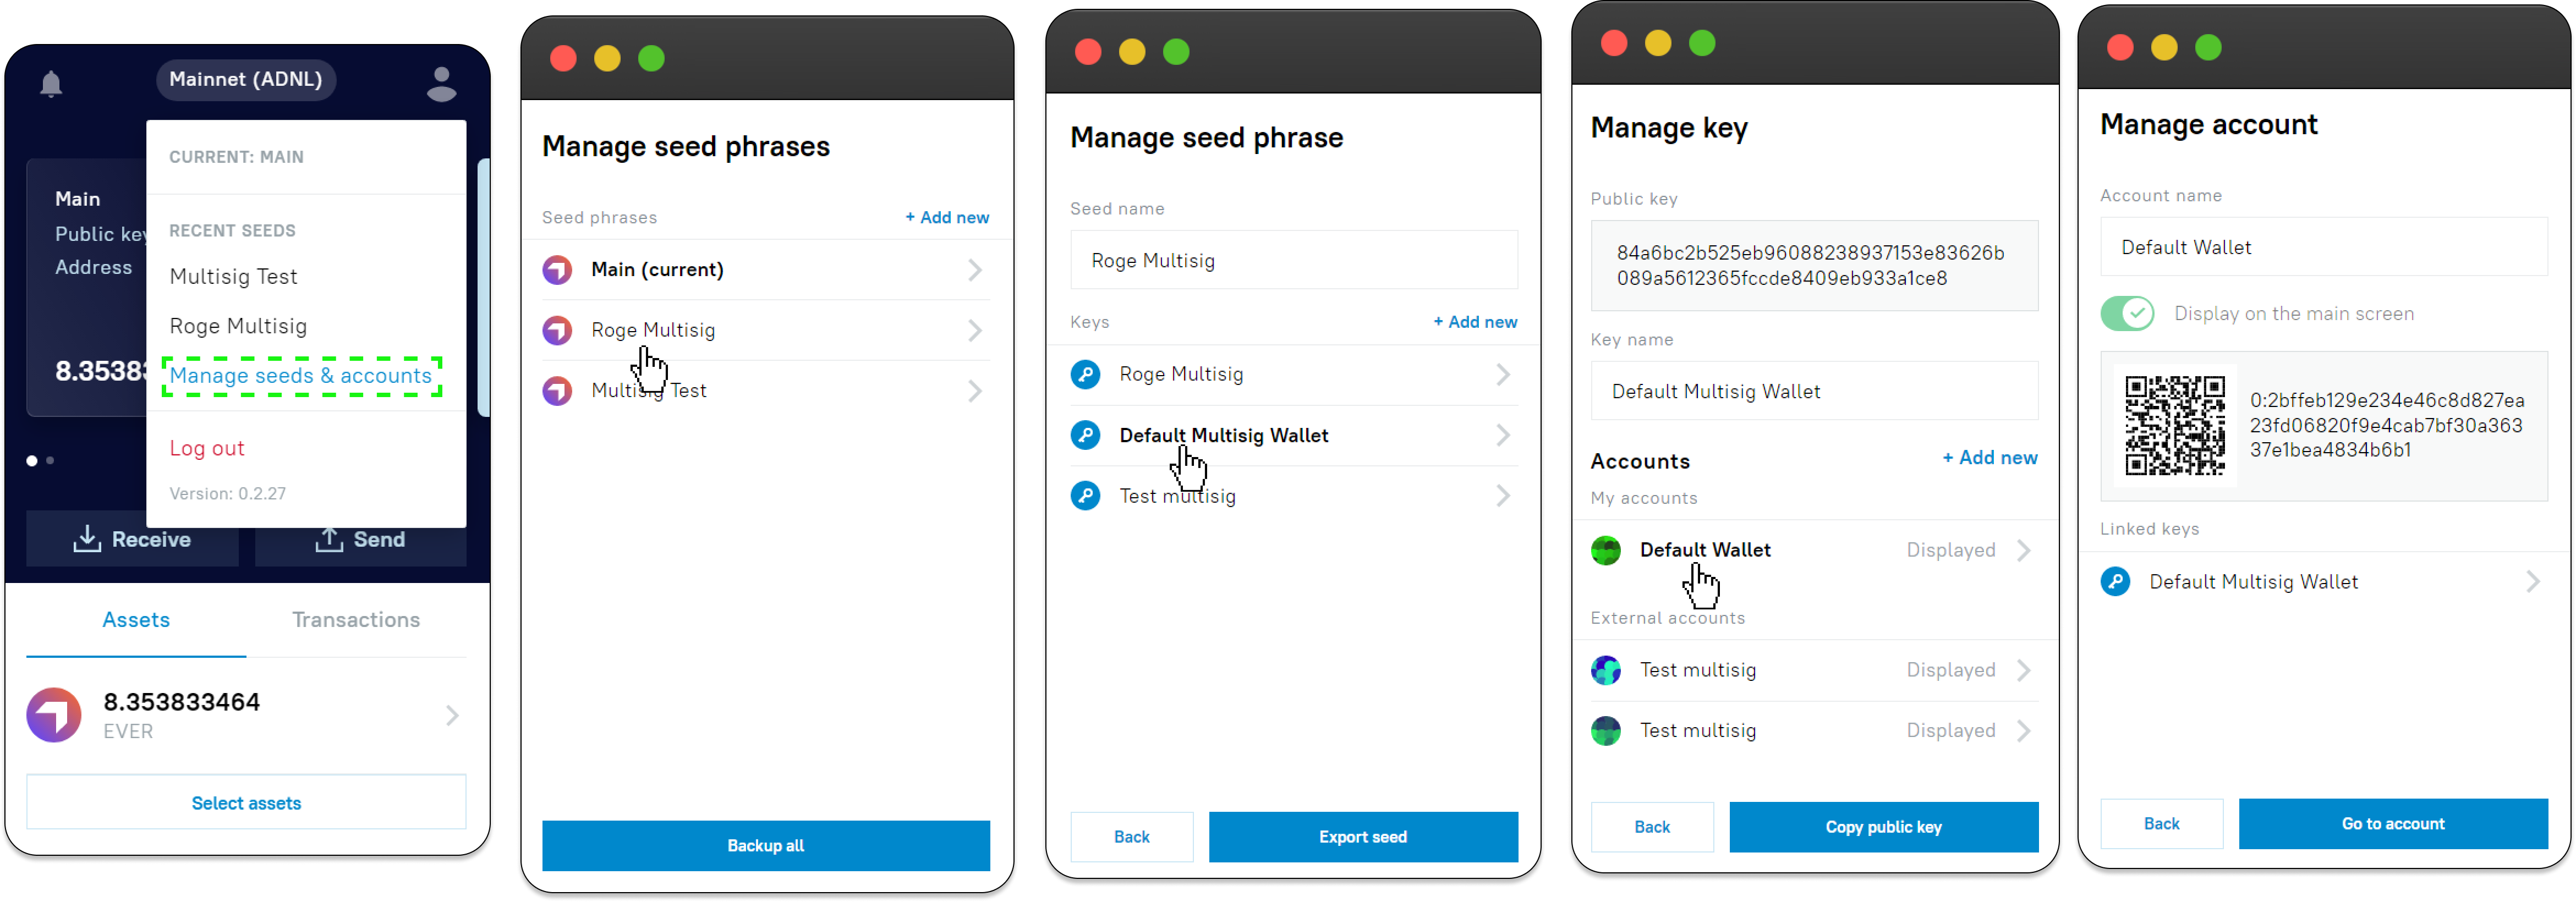 Mainnet (ADNL)
CURRENT: MAIN
Main
RECENT SEEDS
Public key
Address
Multisig Test
Roge Multisig
8.3538
Manage seeds & accounts
Log out
Version: 0.2.27
Receive
Send
Assets
Transactions
8.353833464
EVER
Select assets
Manage seed phrases
Seed phrases
+ Add new
Main (current)
Roge Multisig
Multisig Test
Backup all
Manage seed phrase
Seed name
Roge Multisig
Keys
+ Add new
Roge Multisig
Default Multisig Wallet
Test multisig
Back
Export seed
Manage key
Public key
84a6bc2b525eb96088238937153e83626b
089a5612365fccde8409eb933a1ce8
Key name
Default Multisig Wallet
Accounts
+ Add new
My accounts
Default Wallet
Displayed
External accounts
Test multisig
Displayed
Test multisig
Displayed
Back
Copy public key
Manage account
Account name
Default Wallet
Display on the main screen
0:2bffeb129e234e46c8d827ea
23fd06820f9e4cab7bf30a363
37e1bea4834b6b1
Linked keys
Default Multisig Wallet
Back
Go to account